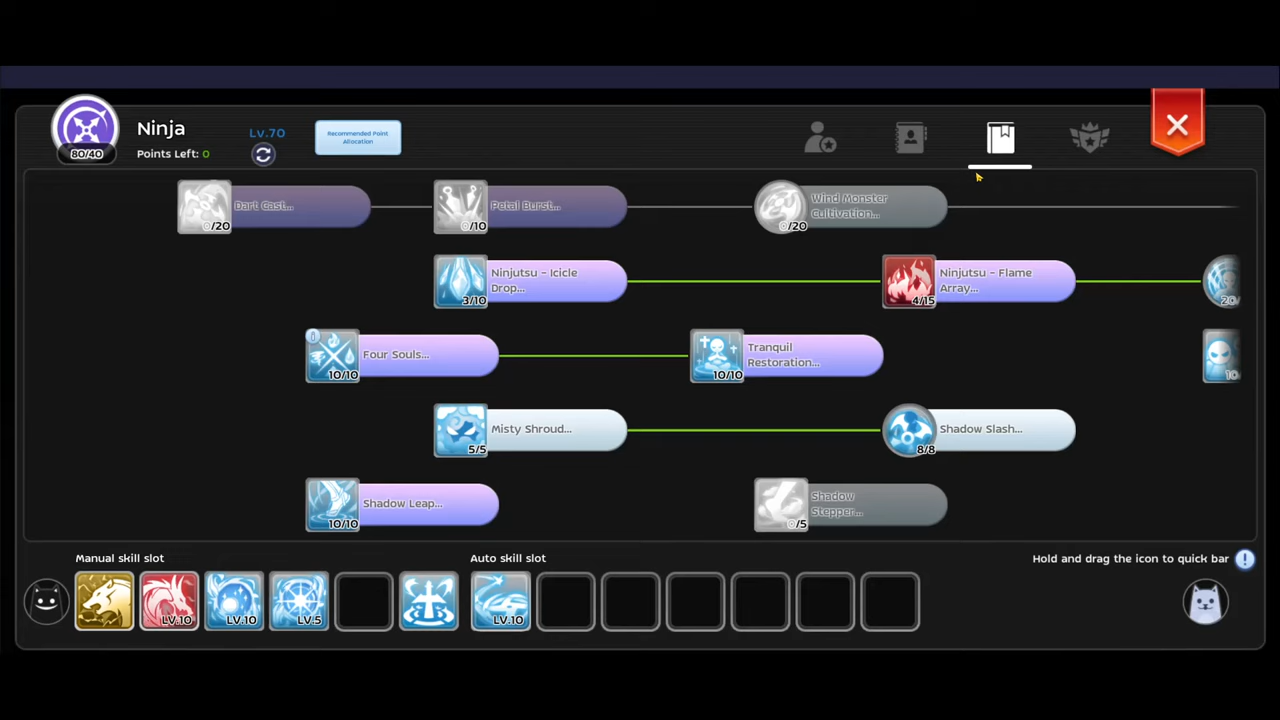 Ninja
Lv.70
Recommended Point
Allocation
80/40
Points Left: 0
Dart Cast...
0/20
Petal Burst...
0/10
Wind Monster
Cultivation...
0/20
Ninjutsu - Icicle
Drop...
3/10
Ninjutsu - Flame
Array...
4/15
20/
Four Souls...
10/10
Tranquil
Restoration...
10/10
10
Misty Shroud...
5/5
Shadow Slash...
8/8
Shadow Leap...
10/10
Shadow
Stepper...
0/5
Manual skill slot
Auto skill slot
Hold and drag the icon to quick bar
LV.10
LV.10
LV.5
LV.10